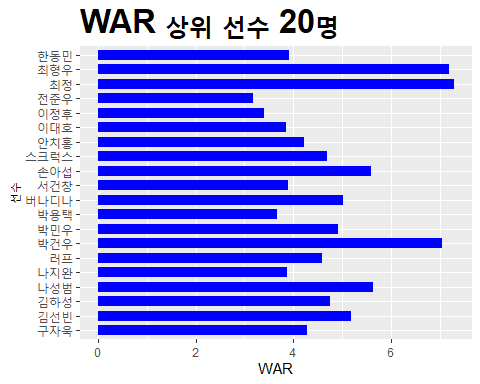 WAR 상위 선수 20명
한동민
최형우
최정
전준우
이정후
이대호
안치홍
스크럭스
손아섭
서건창
버나디나
박용택
박민우
박건우
러프
나지완
나성범
김하성
김선빈
구자욱
선수
0 2 4 6
WAR